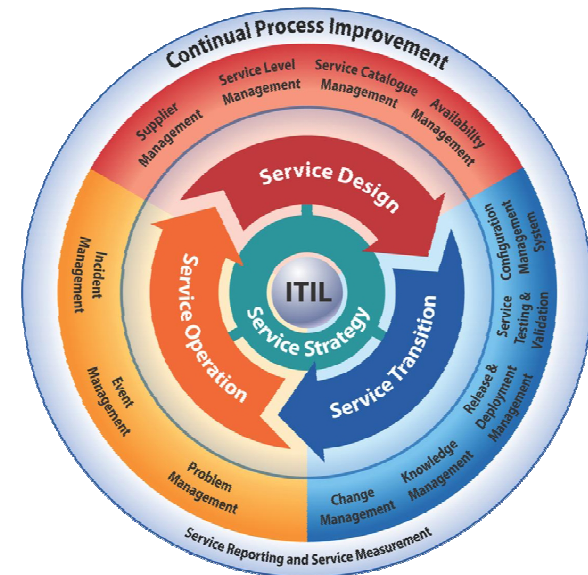 Continual Process Improvement
Supplier
Management
Service Level
Management
Service Catalogue
Management
Availability
Management
Configuration
Management
System
Service
Testing &
Validation
Release &
Deployment
Management
Knowledge
Management
Change
Management
Problem
Management
Event
Management
Incident
Management
Service Design
Service Transition
Service Operation
ITIL
Service Strategy
Service Reporting and Service Measurement